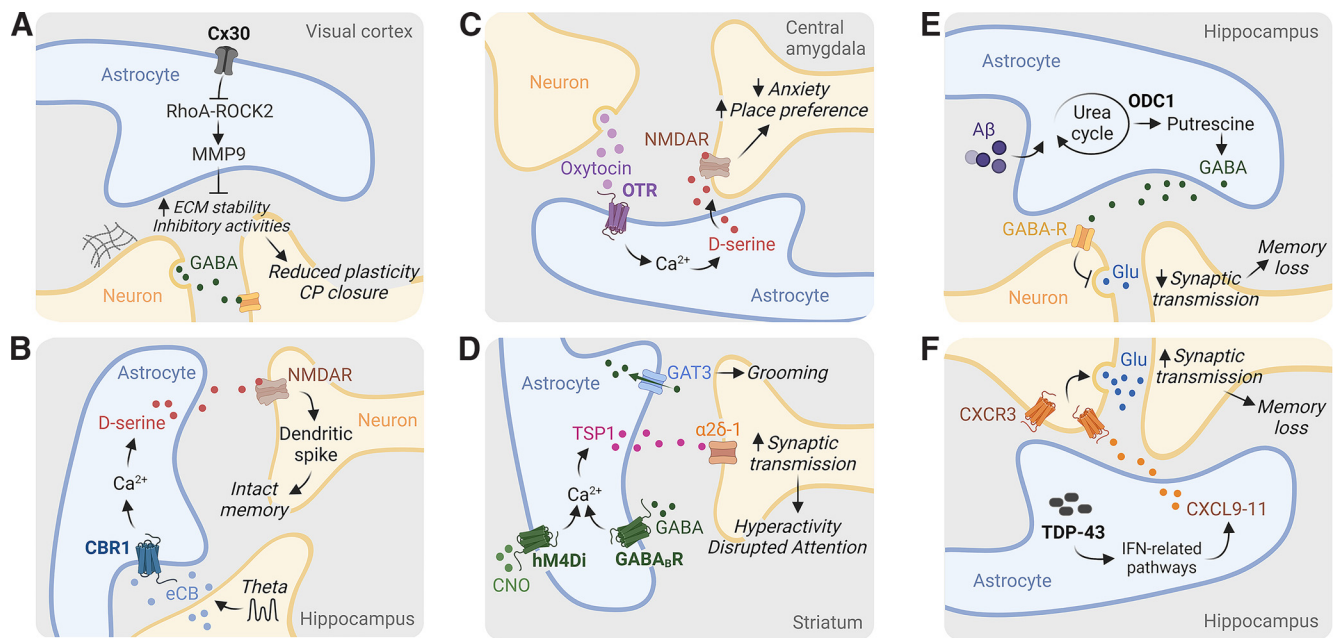 A
Visual cortex
Cx30
Astrocyte
RhoA-ROCK2
MMP9
ECM stability
Inhibitory activities
GABA
Reduced plasticity
CP closure
Neuron
B
Astrocyte
NMDAR
D-serine
Neuron
Dendritic
spike
Ca²⁺
Intact
memory
CBR1
eCB
Theta
Hippocampus
C
Central
amygdala
Neuron
Anxiety
Place preference
NMDAR
Oxytocin
OTR
D-serine
Ca²⁺
Astrocyte
D
Astrocyte
GAT3
Grooming
TSP1
α2δ-1
Synaptic
transmission
Ca²⁺
GABA
hM4Di
GABA_BR
Hyperactivity
Disrupted Attention
CNO
Striatum
E
Hippocampus
Astrocyte
ODC1
Urea
cycle
Putrescine
Aβ
GABA
GABA-R
Memory
loss
Glu
Synaptic
transmission
Neuron
F
Glu
Synaptic
transmission
CXCR3
Memory
loss
CXCL9-11
TDP-43
IFN-related
pathways
Astrocyte
Hippocampus